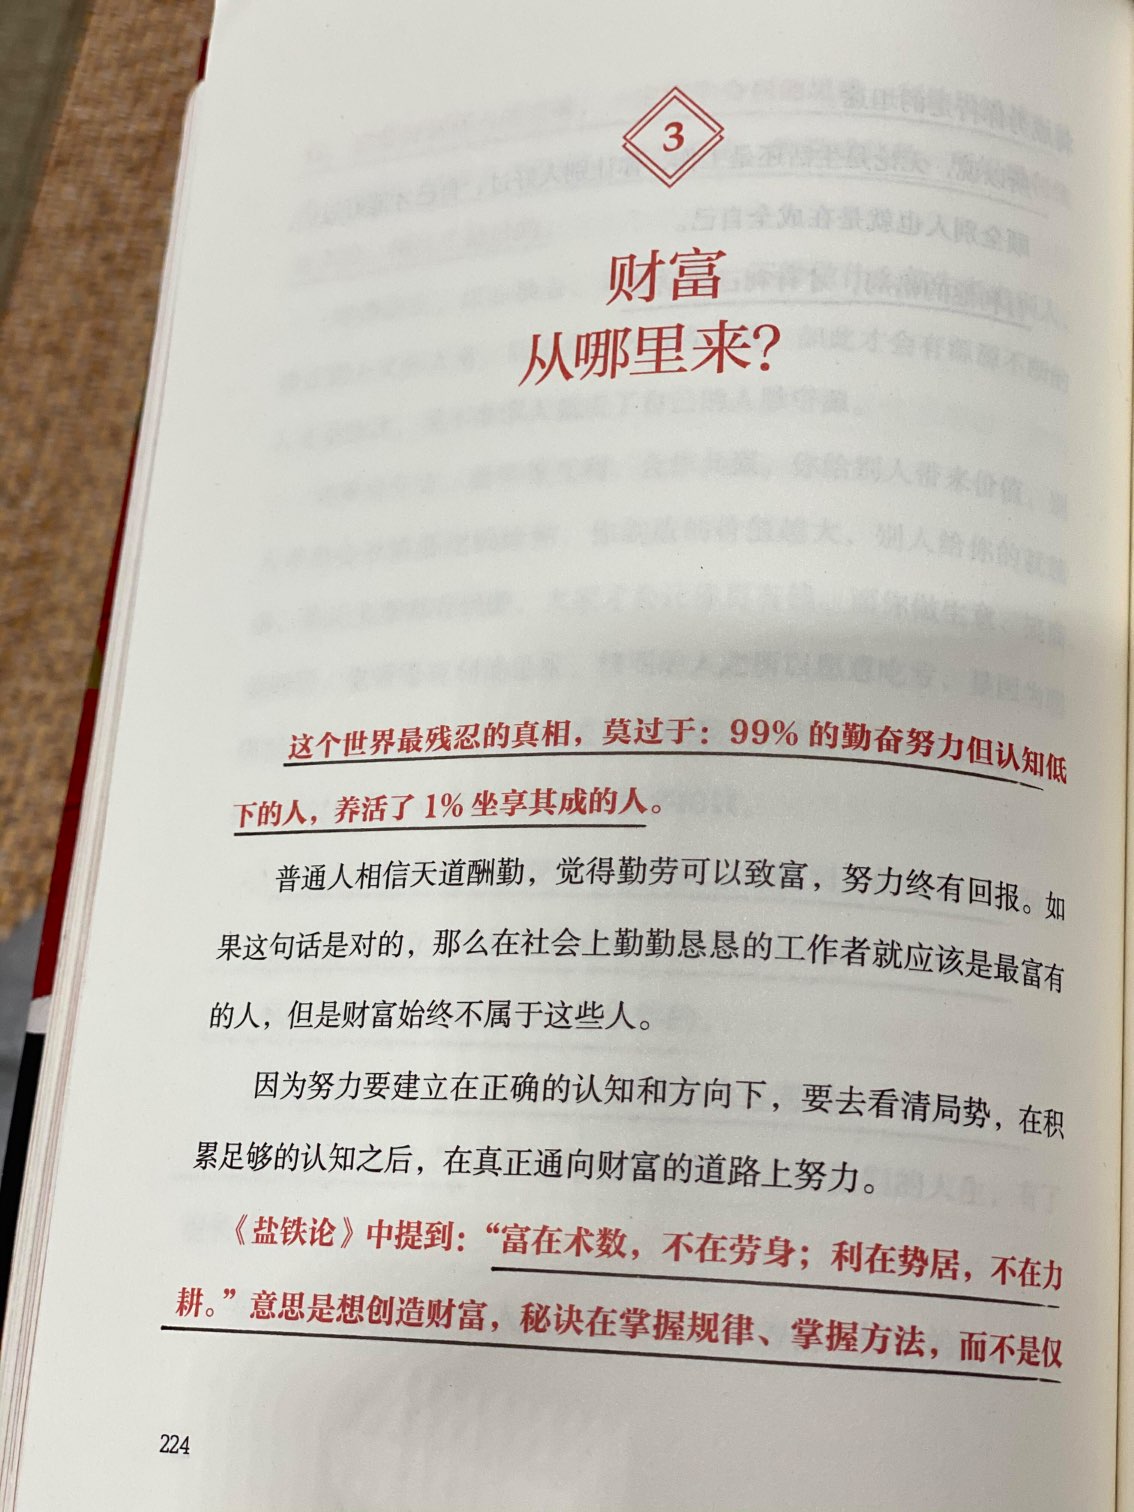 3
财富
从哪里来？
这个世界最残忍的真相，莫过于：99% 的勤奋努力但认知低
下的人，养活了 1% 坐享其成的人。
普通人相信天道酬勤，觉得勤劳可以致富，努力终有回报。如
果这句话是对的，那么在社会上勤勤恳恳的工作者就应该是最富有
的人，但是财富始终不属于这些人。
因为努力要建立在正确的认知和方向下，要去看清局势，在积
累足够的认知之后，在真正通向财富的道路上努力。
《盐铁论》中提到：“富在术数，不在劳身；利在势居，不在力
耕。”意思是想创造财富，秘诀在掌握规律、掌握方法，而不是仅
224